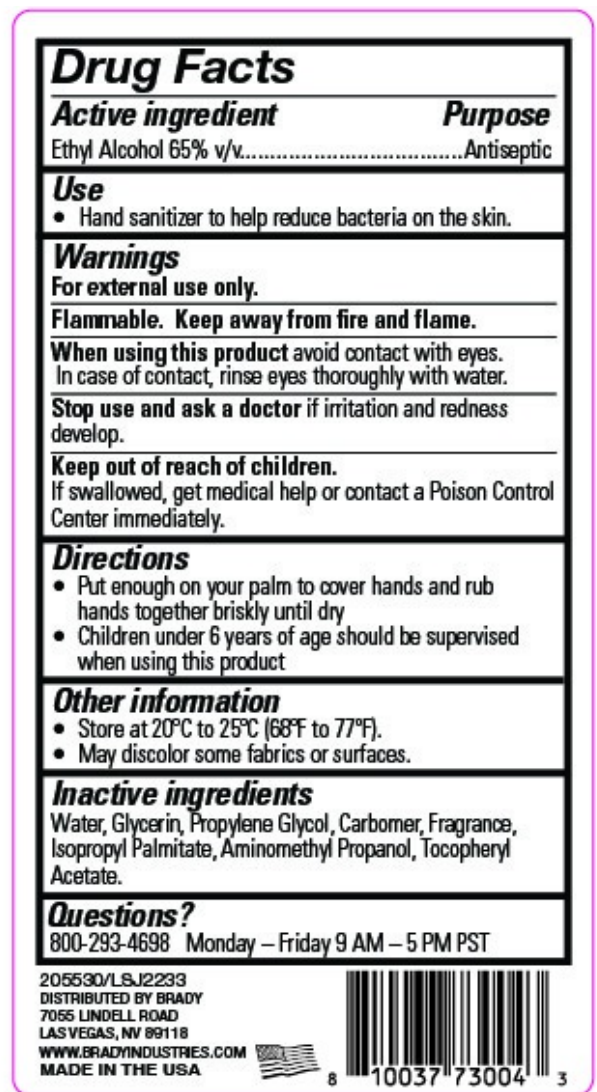 Drug Facts
Active ingredient Purpose
Ethyl Alcohol 65% v/v......................................Antiseptic
Use
• Hand sanitizer to help reduce bacteria on the skin.
Warnings
For external use only.
Flammable. Keep away from fire and flame.
When using this product avoid contact with eyes.
In case of contact, rinse eyes thoroughly with water.
Stop use and ask a doctor if irritation and redness
develop.
Keep out of reach of children.
If swallowed, get medical help or contact a Poison Control
Center immediately.
Directions
• Put enough on your palm to cover hands and rub
hands together briskly until dry
• Children under 6 years of age should be supervised
when using this product
Other information
• Store at 20°C to 25°C (68°F to 77°F).
• May discolor some fabrics or surfaces.
Inactive ingredients
Water, Glycerin, Propylene Glycol, Carbomer, Fragrance,
Isopropyl Palmitate, Aminomethyl Propanol, Tocopheryl
Acetate.
Questions?
800-293-4698 Monday – Friday 9 AM – 5 PM PST
205530/LSJ2233
DISTRIBUTED BY BRADY
7055 LINDELL ROAD
LAS VEGAS, NV 89118
WWW.BRADYINDUSTRIES.COM
MADE IN THE USA
8 10037 73004 3